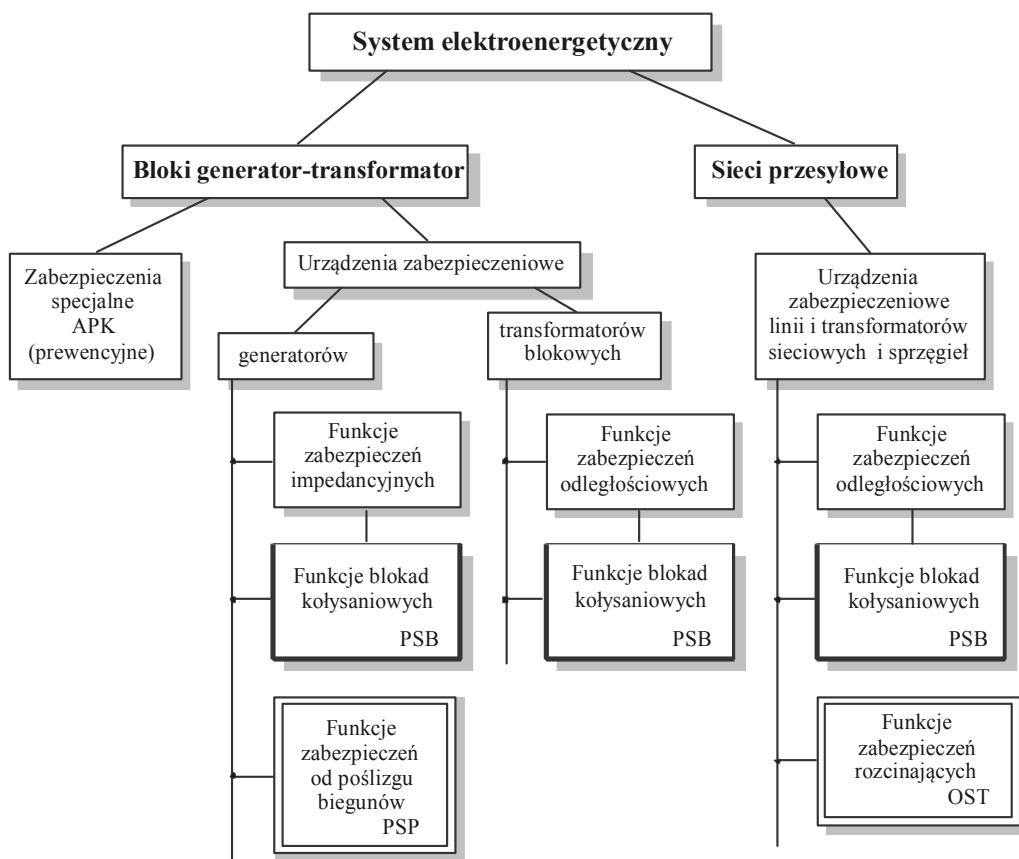 System elektroenergetyczny
Bloki generator-transformator
Sieci przesyłowe
Zabezpieczenia
specjalne
APK
(prewencyjne)
Urządzenia zabezpieczeniowe
generatorów
transformatorów
blokowych
Urządzenia
zabezpieczeniowe
linii i transformatorów
sieciowych i sprzęgieł
Funkcje
zabezpieczeń
impedancyjnych
Funkcje blokad
kołysaniowych
PSB
Funkcje
zabezpieczeń
od poślizgu
biegunów
PSP
Funkcje
zabezpieczeń
odległościowych
Funkcje blokad
kołysaniowych
PSB
Funkcje
zabezpieczeń
odległościowych
Funkcje blokad
kołysaniowych
PSB
Funkcje
zabezpieczeń
rozcinających
OST